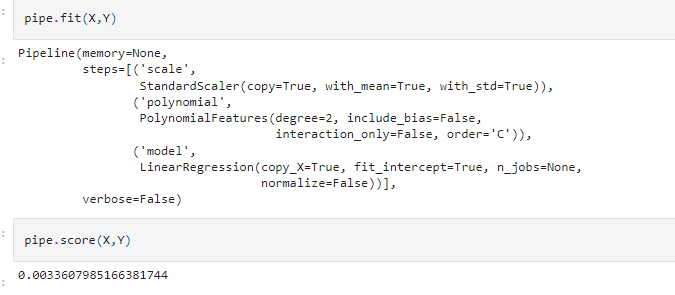 pipe.fit(X,Y)
Pipeline(memory=None,
steps=[('scale',
StandardScaler(copy=True, with_mean=True, with_std=True)),
('polynomial',
PolynomialFeatures(degree=2, include_bias=False,
interaction_only=False, order='C')),
('model',
LinearRegression(copy_X=True, fit_intercept=True, n_jobs=None,
normalize=False))],
verbose=False)
pipe.score(X,Y)
0.0033607985166381744